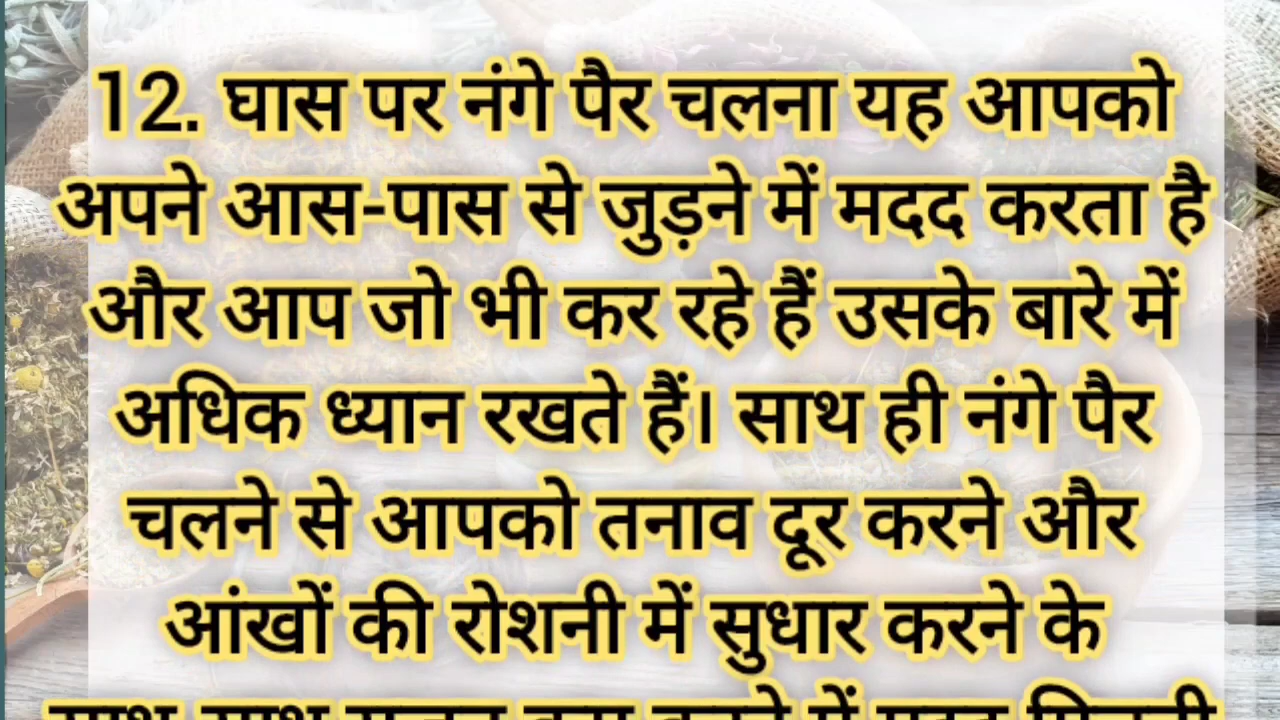 12. घास पर नंगे पैर चलना यह आपको
अपने आस-पास से जुड़ने में मदद करता है
और आप जो भी कर रहे हैं उसके बारे में
अधिक ध्यान रखते हैं। साथ ही नंगे पैर
चलने से आपको तनाव दूर करने और
आंखों की रोशनी में सुधार करने के